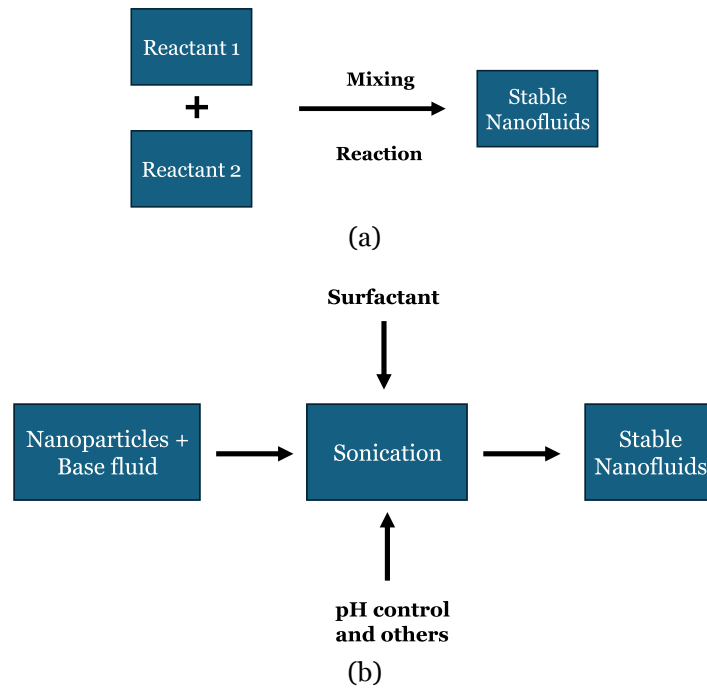 Reactant 1
+
Reactant 2
Mixing
Reaction
Stable
Nanofluids
(a)
Surfactant
Nanoparticles +
Base fluid
Sonication
Stable
Nanofluids
pH control
and others
(b)